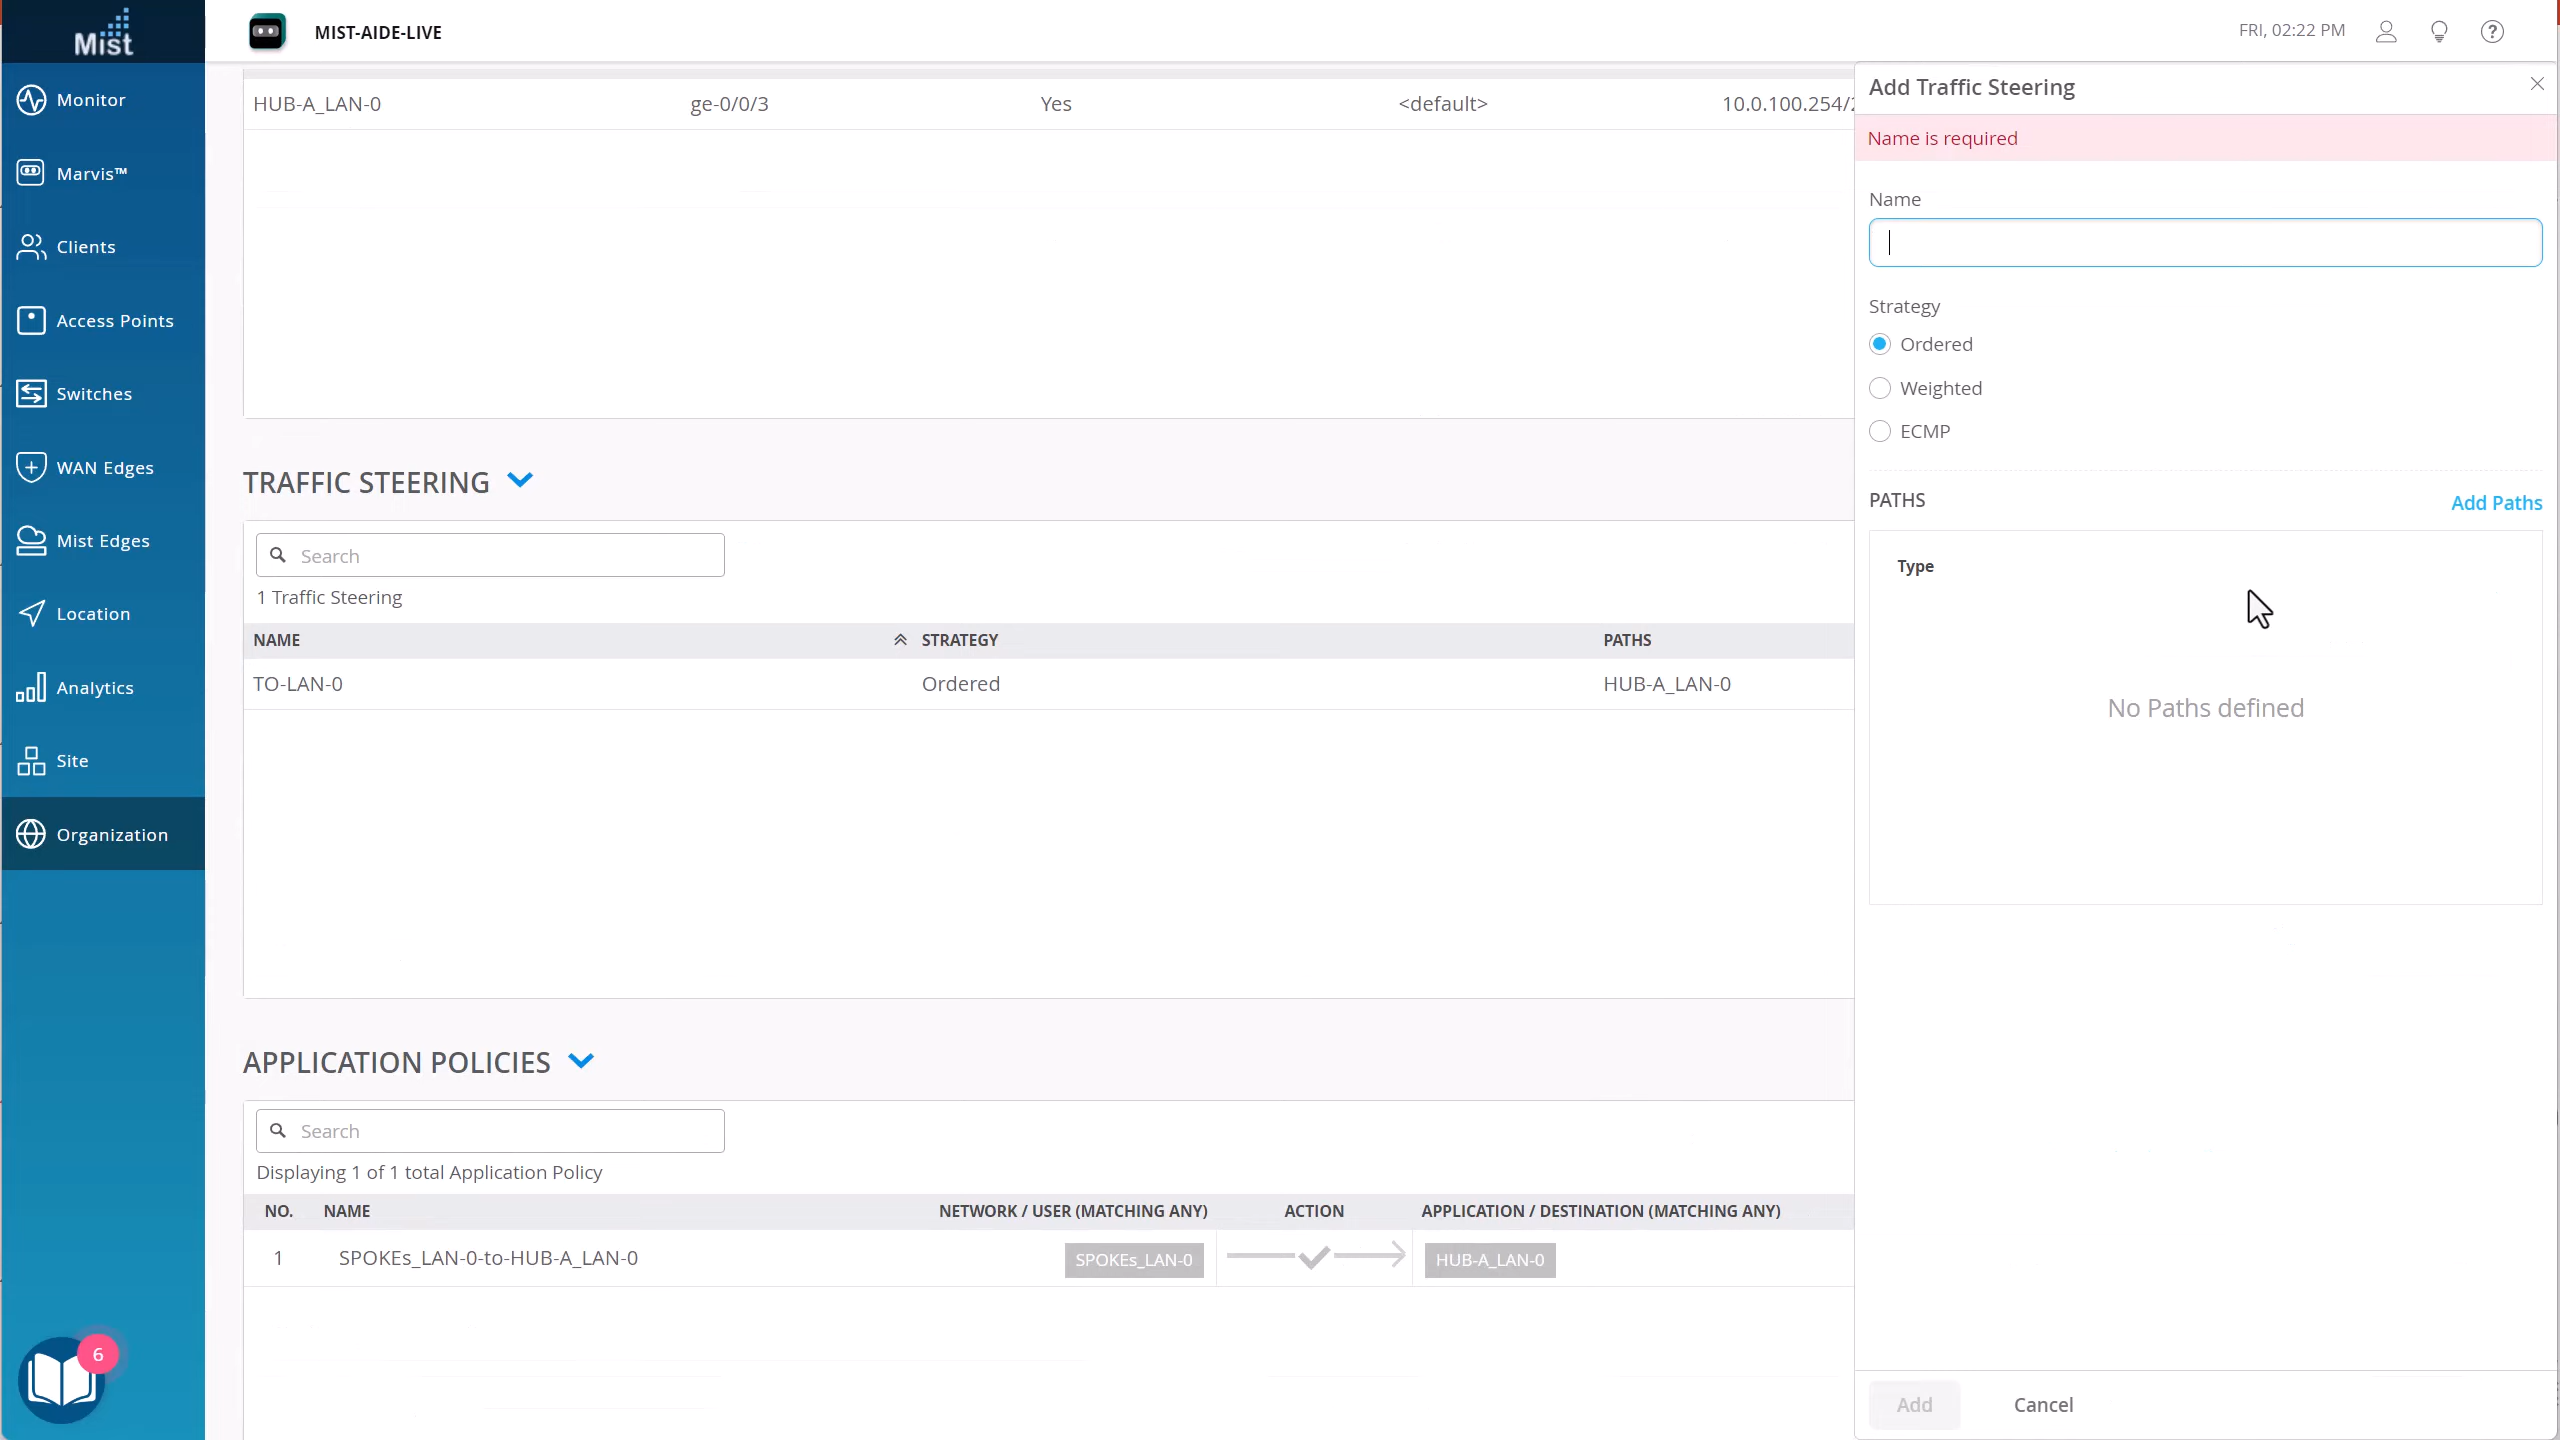 Mist
MIST-AIDE-LIVE
FRI, 02:22 PM
Monitor
Marvis™
Clients
Access Points
Switches
WAN Edges
Mist Edges
Location
Analytics
Site
Organization
6
HUB-A_LAN-0 ge-0/0/3 Yes <default> 10.0.100.254/2
TRAFFIC STEERING
Search
1 Traffic Steering
NAME STRATEGY PATHS
TO-LAN-0 Ordered HUB-A_LAN-0
APPLICATION POLICIES
Search
Displaying 1 of 1 total Application Policy
NO. NAME NETWORK / USER (MATCHING ANY) ACTION APPLICATION / DESTINATION (MATCHING ANY)
1 SPOKEs_LAN-0-to-HUB-A_LAN-0 SPOKEs_LAN-0 HUB-A_LAN-0
Add Traffic Steering
Name is required
Name
Strategy
Ordered
Weighted
ECMP
PATHS Add Paths
Type
No Paths defined
Add Cancel